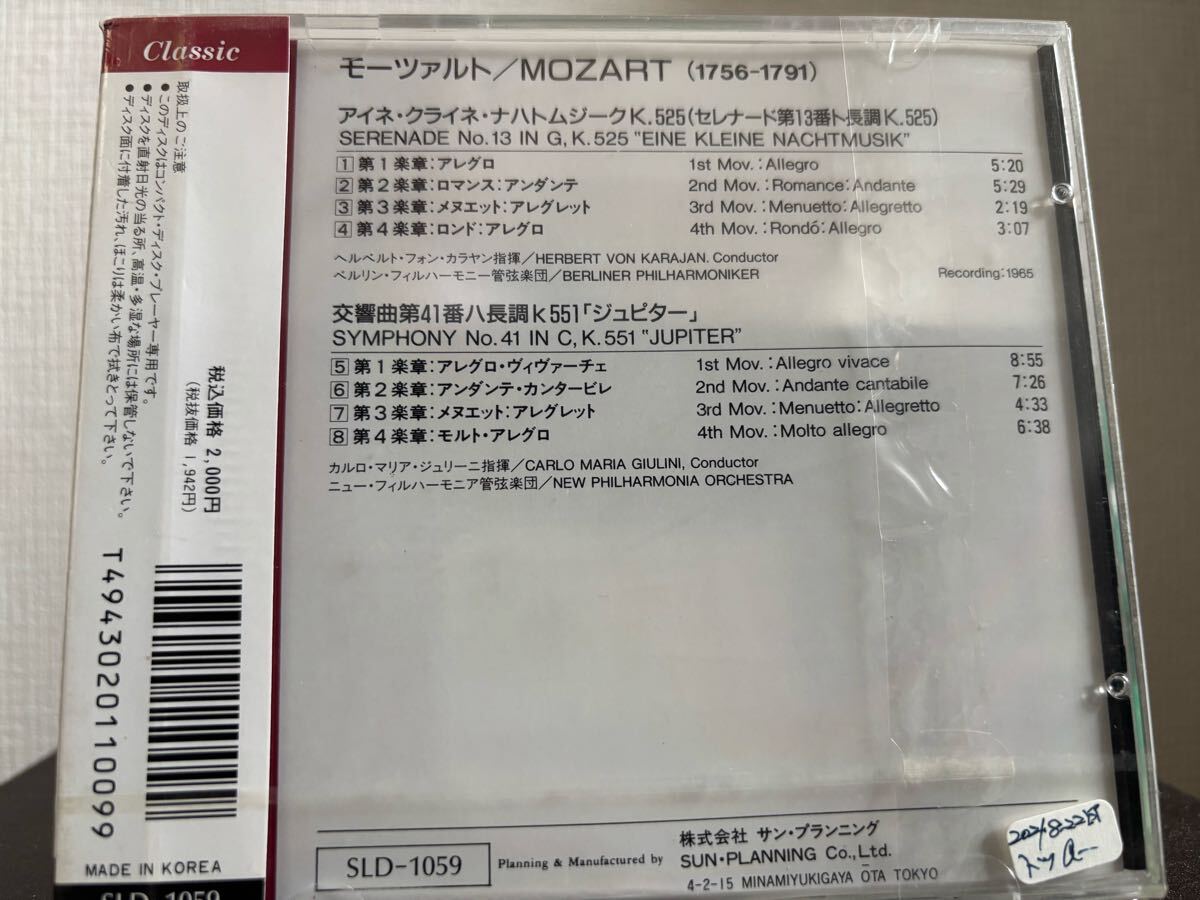 Classic
取扱上のご注意
●このディスクはコンパクト・ディスク・プレーヤー専用です。
●ディスクを直射日光の当る所、高温・多湿な場所には保管しないで下さい。
●ディスク面に付着した汚れ、ほこりは柔かい布で拭きとって下さい。
税込価格 2,000円
(税抜価格 1,942円)
T4943020110099
MADE IN KOREA
SLD-1059
モーツァルト/MOZART (1756-1791)
アイネ・クライネ・ナハトムジークK.525(セレナード第13番ト長調K.525)
SERENADE No.13 IN G, K.525 "EINE KLEINE NACHTMUSIK"
1 第1楽章:アレグロ 1st Mov.:Allegro 5:20
2 第2楽章:ロマンス:アンダンテ 2nd Mov.:Romance:Andante 5:29
3 第3楽章:メヌエット:アレグレット 3rd Mov.:Menuetto:Allegretto 2:19
4 第4楽章:ロンド:アレグロ 4th Mov.:Rondó:Allegro 3:07
ヘルベルト・フォン・カラヤン指揮/HERBERT VON KARAJAN. Conductor
ベルリン・フィルハーモニー管弦楽団/BERLINER PHILHARMONIKER Recording:1965
交響曲第41番ハ長調k551「ジュピター」
SYMPHONY No.41 IN C, K.551 "JUPITER"
5 第1楽章:アレグロ・ヴィヴァーチェ 1st Mov.:Allegro vivace 8:55
6 第2楽章:アンダンテ・カンタービレ 2nd Mov.:Andante cantabile 7:26
7 第3楽章:メヌエット:アレグレット 3rd Mov.:Menuetto:Allegretto 4:33
8 第4楽章:モルト・アレグロ 4th Mov.:Molto allegro 6:38
カルロ・マリア・ジュリーニ指揮/CARLO MARIA GIULINI, Conductor
ニュー・フィルハーモニア管弦楽団/NEW PHILHARMONIA ORCHESTRA
SLD-1059
Planning & Manufactured by
株式会社 サン・プランニング
SUN・PLANNING Co., Ltd.
4-2-15 MINAMIYUKIGAYA OTA TOKYO